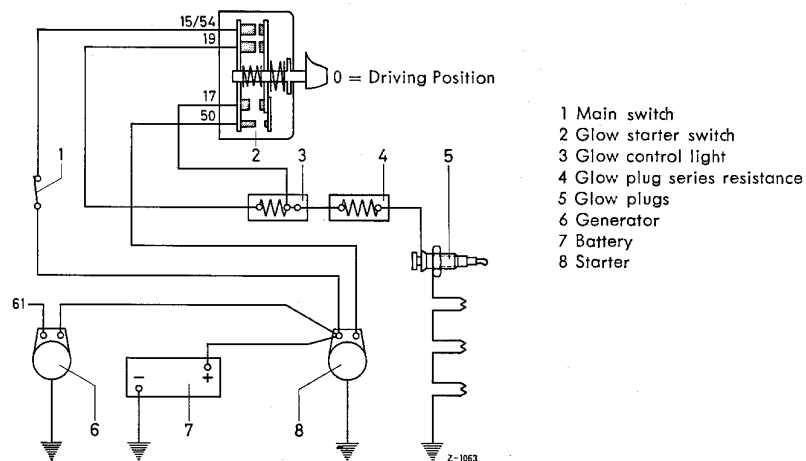 15/54
19
17
50
0 = Driving Position
2
1
3
4
5
61
6
7
8
− +
Z-1063
1 Main switch
2 Glow starter switch
3 Glow control light
4 Glow plug series resistance
5 Glow plugs
6 Generator
7 Battery
8 Starter